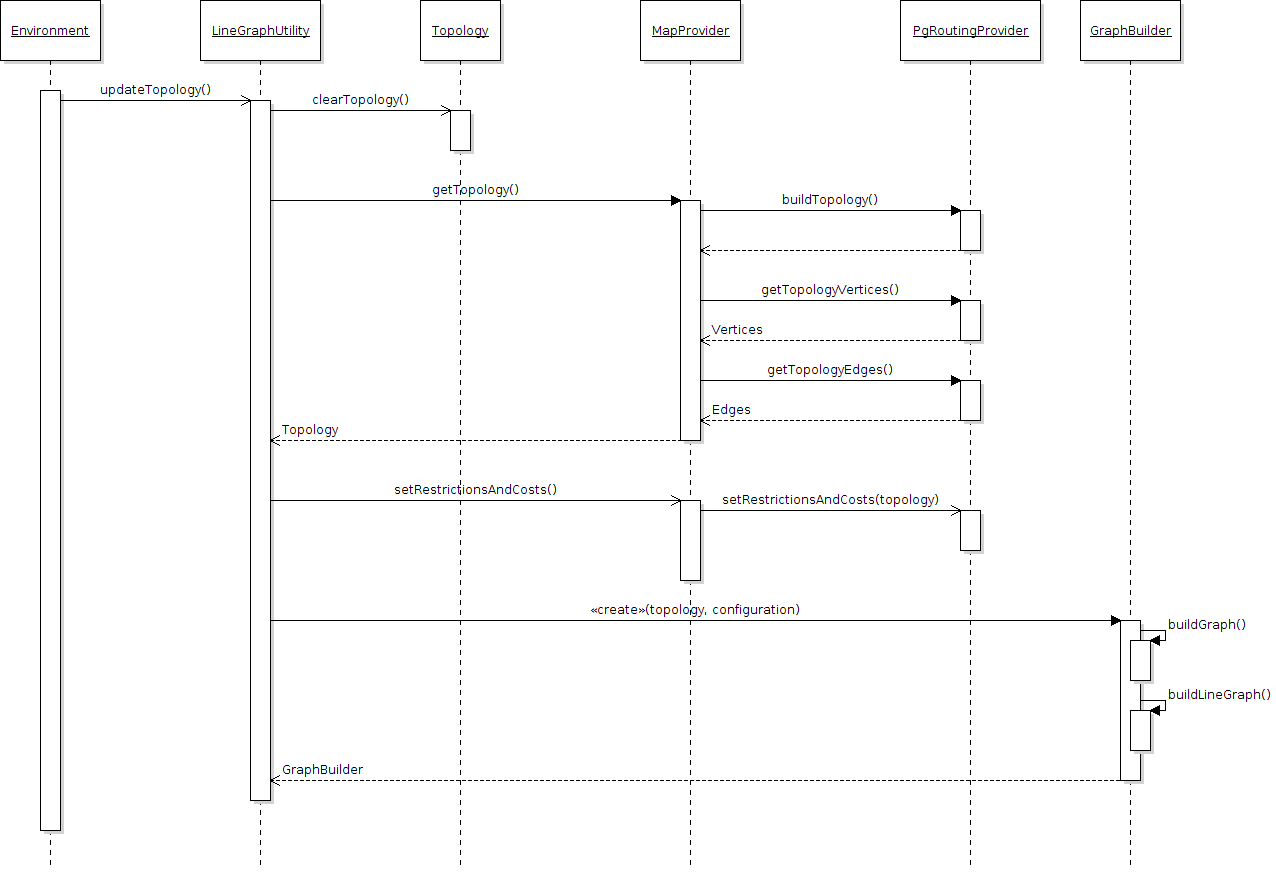 Environment
LineGraphUtility
Topology
MapProvider
PgRoutingProvider
GraphBuilder
updateTopology()
clearTopology()
getTopology()
buildTopology()
getTopologyVertices()
Vertices
getTopologyEdges()
Edges
Topology
setRestrictionsAndCosts()
setRestrictionsAndCosts(topology)
«create»(topology, configuration)
buildGraph()
buildLineGraph()
GraphBuilder